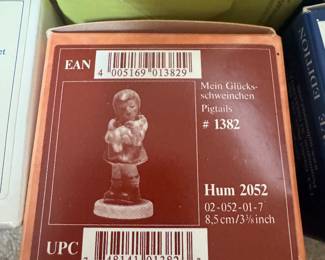 EAN
4 005169 013829
Mein Glücks-
schweinchen
Pigtails
# 1382
Hum 2052
02-052-01-7
8,5 cm/3⅜ inch
UPC
EDITION